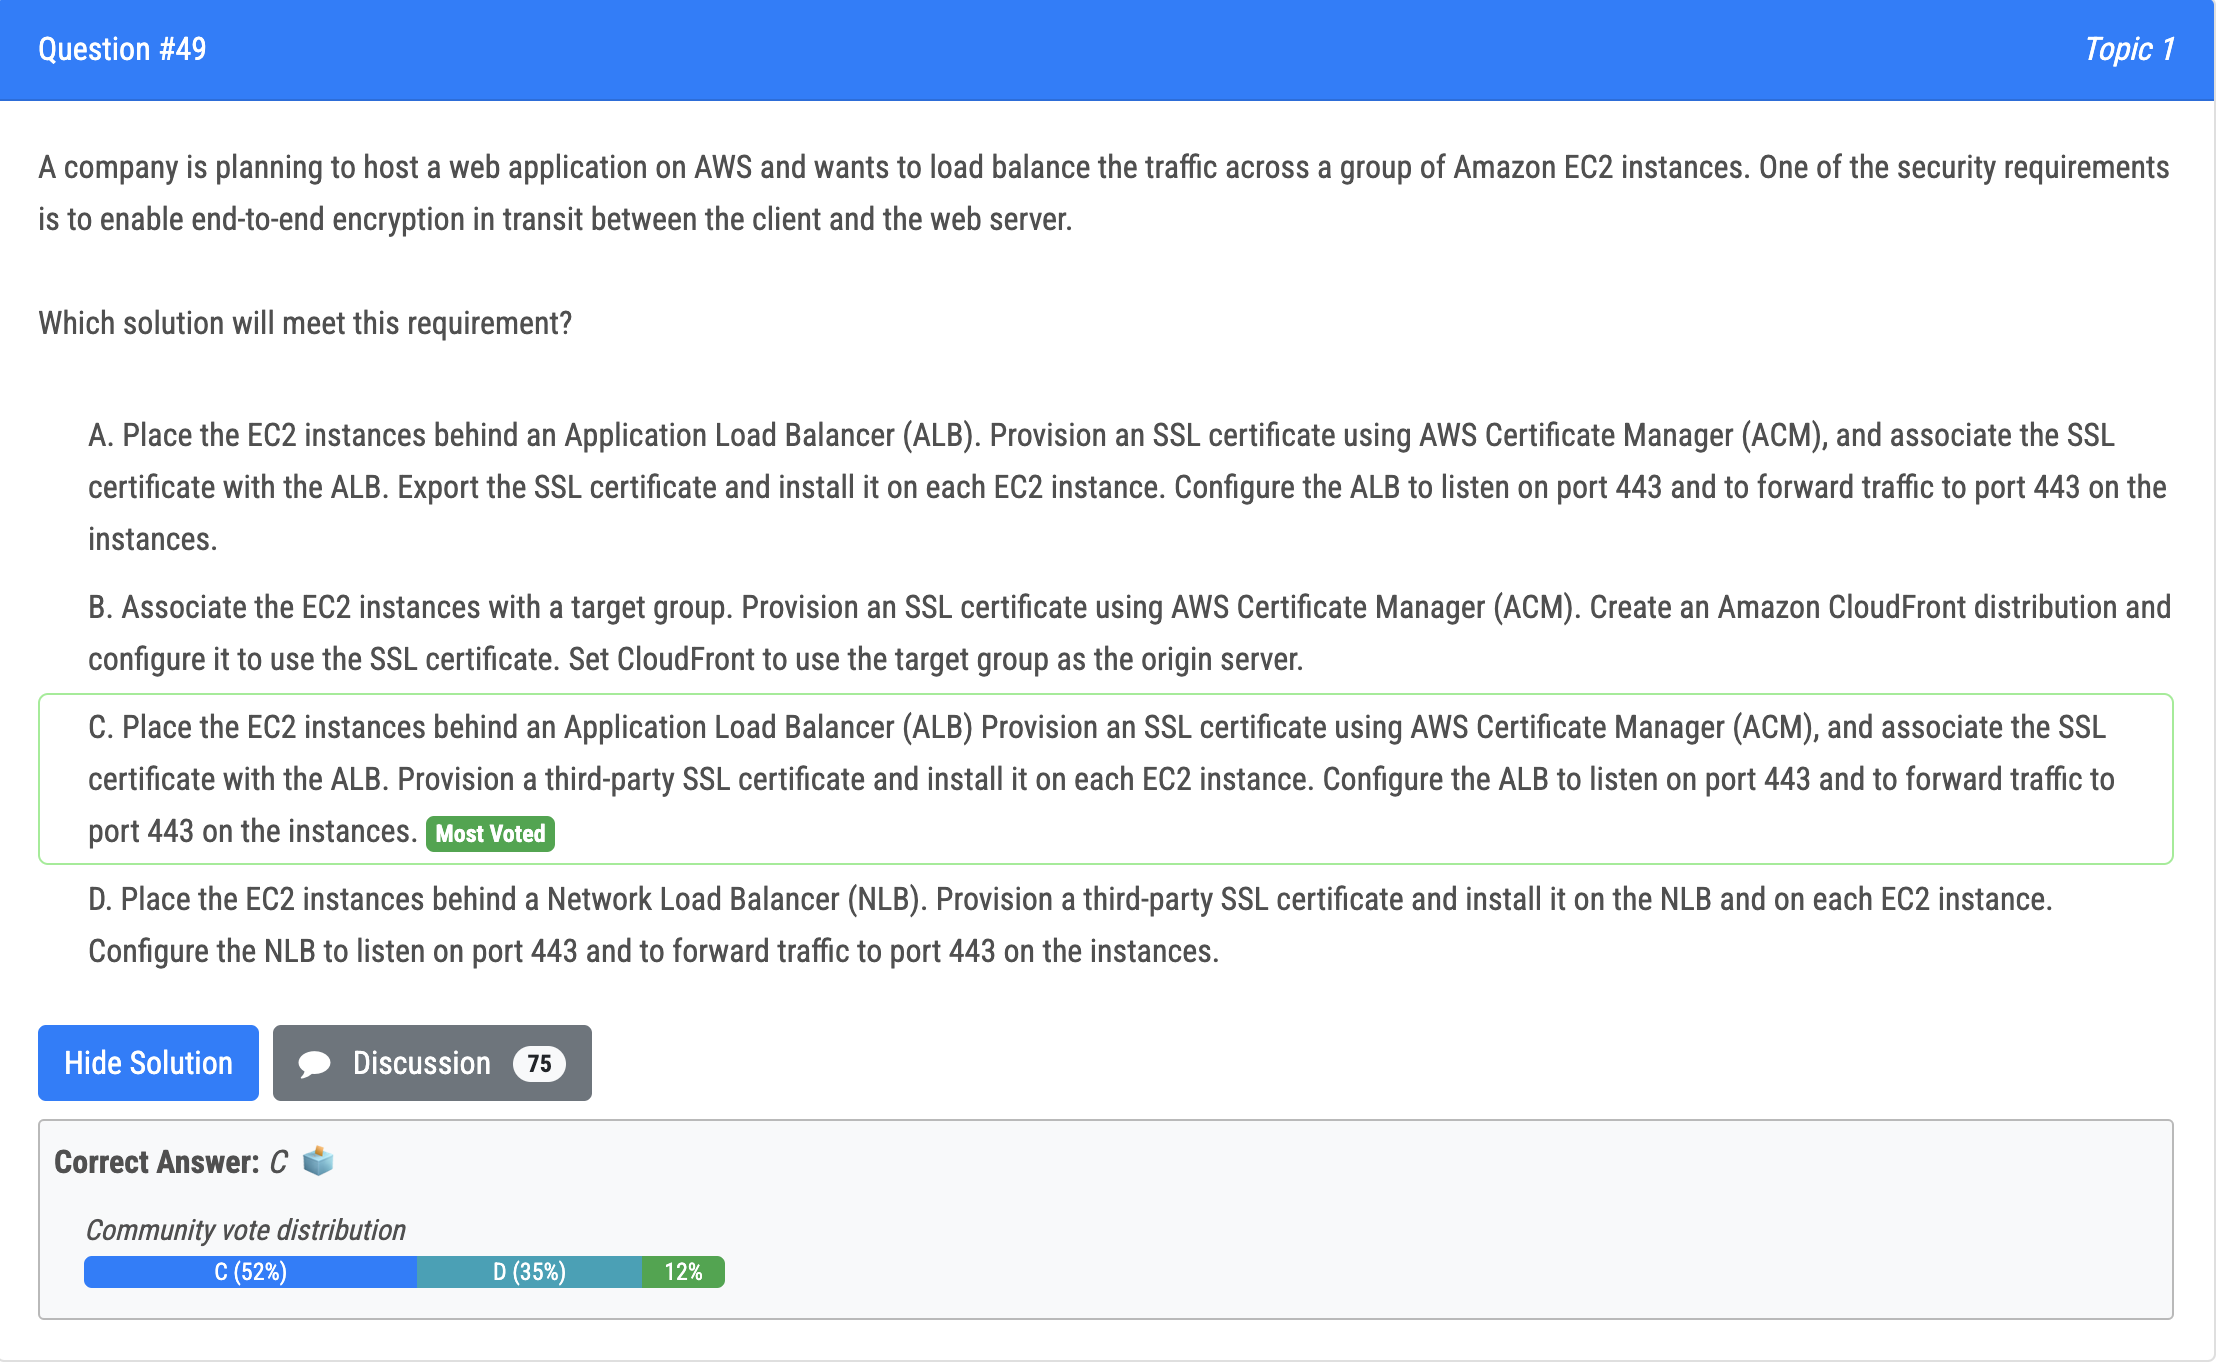 Question #49
Topic 1
A company is planning to host a web application on AWS and wants to load balance the traffic across a group of Amazon EC2 instances. One of the security requirements
is to enable end-to-end encryption in transit between the client and the web server.
Which solution will meet this requirement?
A. Place the EC2 instances behind an Application Load Balancer (ALB). Provision an SSL certificate using AWS Certificate Manager (ACM), and associate the SSL
certificate with the ALB. Export the SSL certificate and install it on each EC2 instance. Configure the ALB to listen on port 443 and to forward traffic to port 443 on the
instances.
B. Associate the EC2 instances with a target group. Provision an SSL certificate using AWS Certificate Manager (ACM). Create an Amazon CloudFront distribution and
configure it to use the SSL certificate. Set CloudFront to use the target group as the origin server.
C. Place the EC2 instances behind an Application Load Balancer (ALB) Provision an SSL certificate using AWS Certificate Manager (ACM), and associate the SSL
certificate with the ALB. Provision a third-party SSL certificate and install it on each EC2 instance. Configure the ALB to listen on port 443 and to forward traffic to
port 443 on the instances. Most Voted
D. Place the EC2 instances behind a Network Load Balancer (NLB). Provision a third-party SSL certificate and install it on the NLB and on each EC2 instance.
Configure the NLB to listen on port 443 and to forward traffic to port 443 on the instances.
Hide Solution
Discussion 75
Correct Answer: C
Community vote distribution
C (52%)
D (35%)
12%